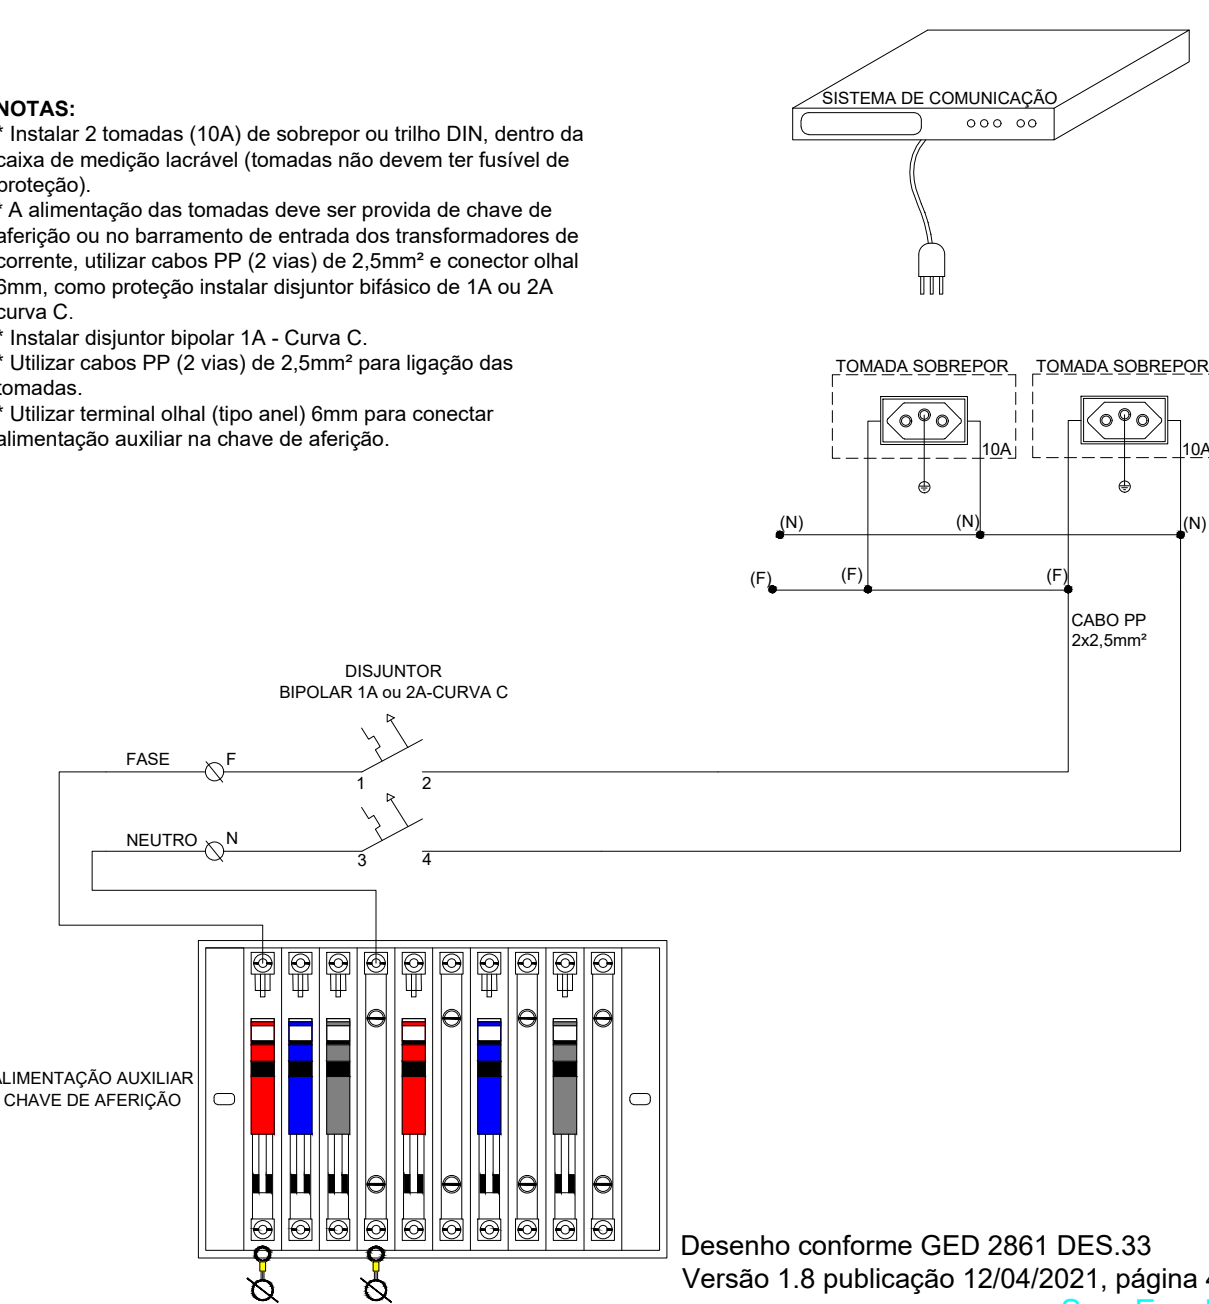 NOTAS:
* Instalar 2 tomadas (10A) de sobrepor ou trilho DIN, dentro da
caixa de medição lacrável (tomadas não devem ter fusível de
proteção).
* A alimentação das tomadas deve ser provida de chave de
aferição ou no barramento de entrada dos transformadores de
corrente, utilizar cabos PP (2 vias) de 2,5mm² e conector olhal
6mm, como proteção instalar disjuntor bifásico de 1A ou 2A
curva C.
* Instalar disjuntor bipolar 1A - Curva C.
* Utilizar cabos PP (2 vias) de 2,5mm² para ligação das
tomadas.
* Utilizar terminal olhal (tipo anel) 6mm para conectar
alimentação auxiliar na chave de aferição.
SISTEMA DE COMUNICAÇÃO
TOMADA SOBREPOR
TOMADA SOBREPOR
10A
10A
(N)
(N)
(N)
(F)
(F)
(F)
CABO PP
2x2,5mm²
DISJUNTOR
BIPOLAR 1A ou 2A-CURVA C
FASE
F
1
2
NEUTRO
N
3
4
ALIMENTAÇÃO AUXILIAR
CHAVE DE AFERIÇÃO
Desenho conforme GED 2861 DES.33
Versão 1.8 publicação 12/04/2021, página